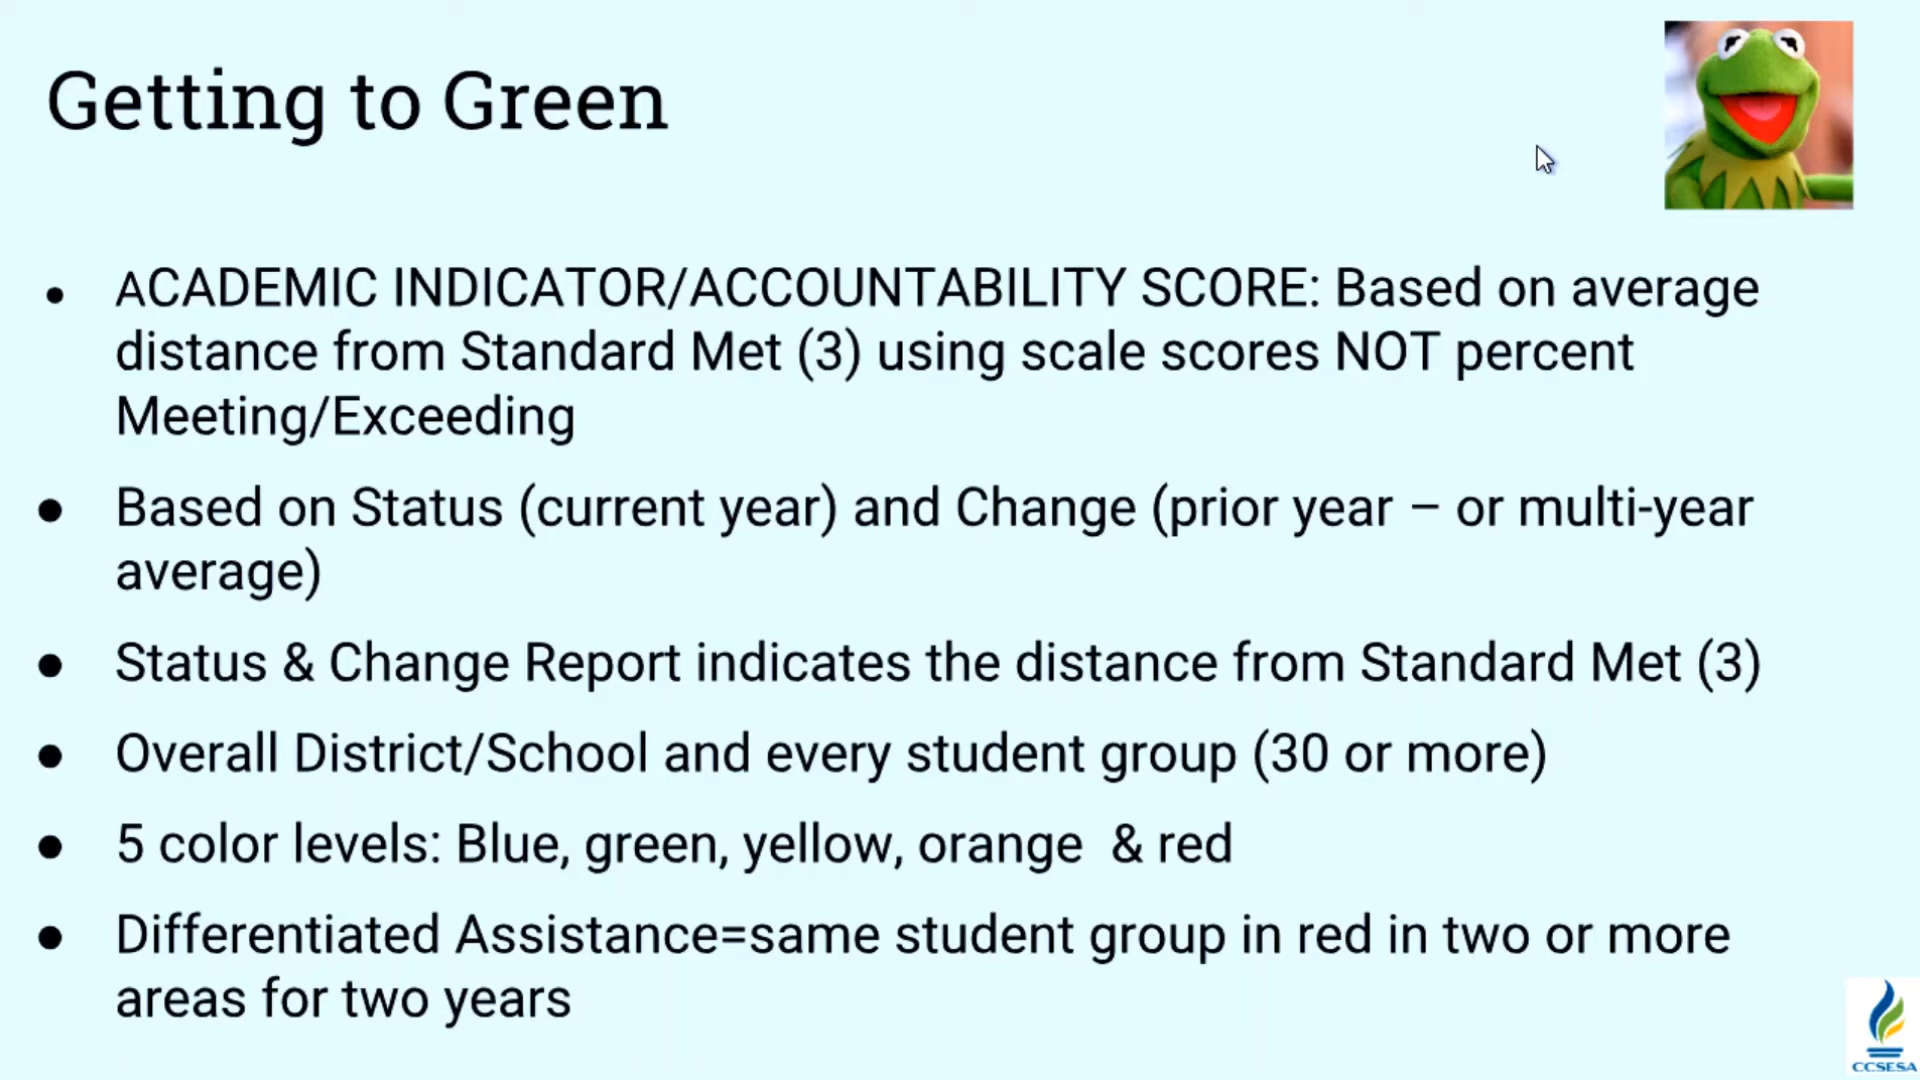 Getting to Green
• ACADEMIC INDICATOR/ACCOUNTABILITY SCORE: Based on average
distance from Standard Met (3) using scale scores NOT percent
Meeting/Exceeding
• Based on Status (current year) and Change (prior year – or multi-year
average)
• Status & Change Report indicates the distance from Standard Met (3)
• Overall District/School and every student group (30 or more)
• 5 color levels: Blue, green, yellow, orange  & red
• Differentiated Assistance=same student group in red in two or more
areas for two years
CCSESA